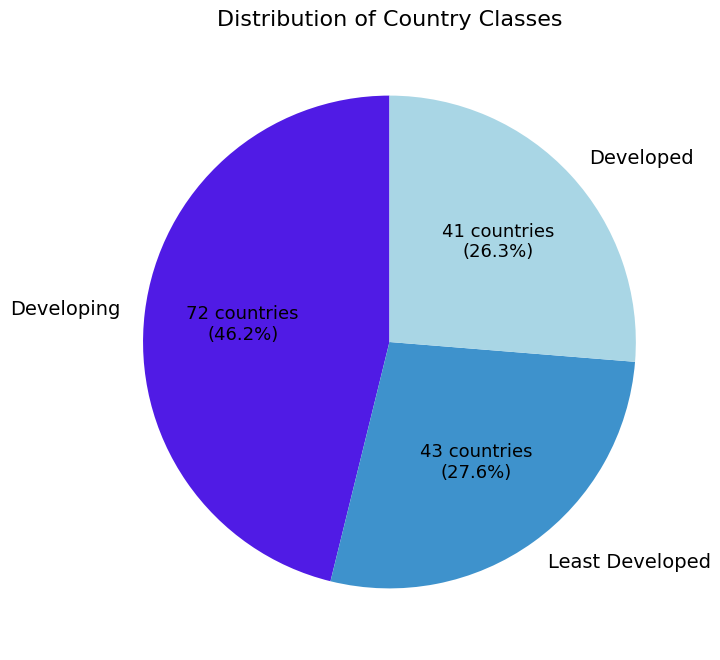 Distribution of Country Classes
Developed
41 countries
(26.3%)
Developing
72 countries
(46.2%)
43 countries
(27.6%)
Least Developed